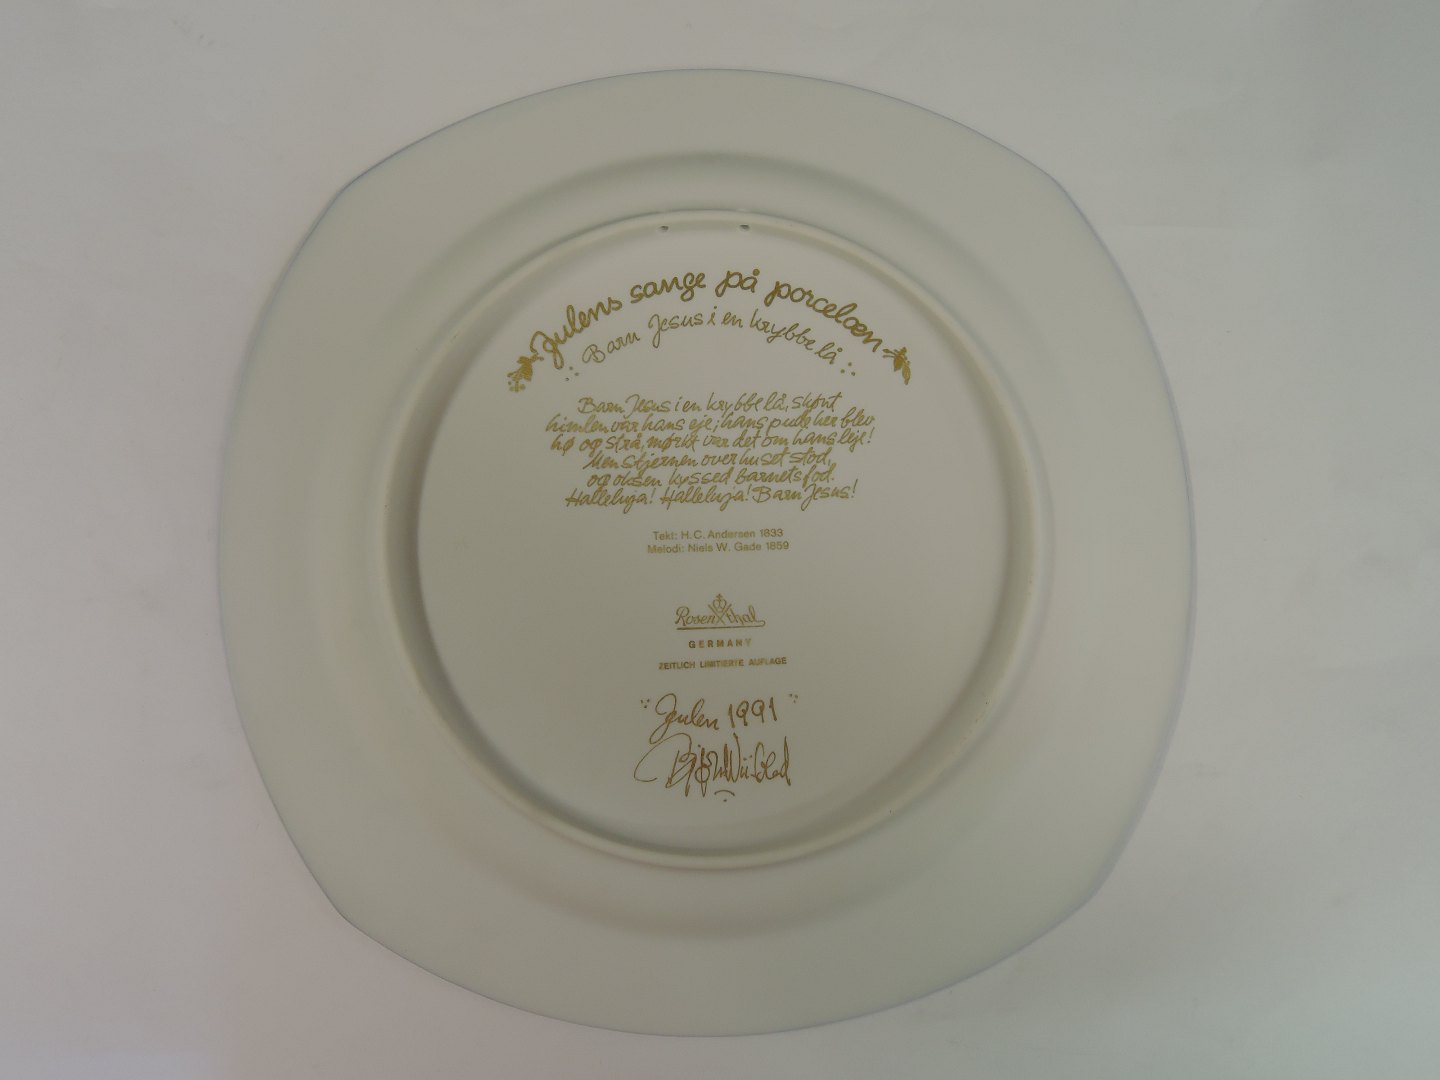 Julens sange på porcelæn
Barn Jesus i en krybbe lå
Barn Jesus i en krybbe lå, skønt
himlen var hans eje; hans pude her blev
hø og strå, mørkt var det om hans leje!
Men stjernen over huset stod,
og oksen kyssed Barnets fod.
Halleluja! Halleluja! Barn Jesus!
Tekt: H.C. Andersen 1833
Melodi: Niels W. Gade 1859
Rosenthal
GERMANY
ZEITLICH LIMITIERTE AUFLAGE
Julen 1991
Bjørn Wiinblad